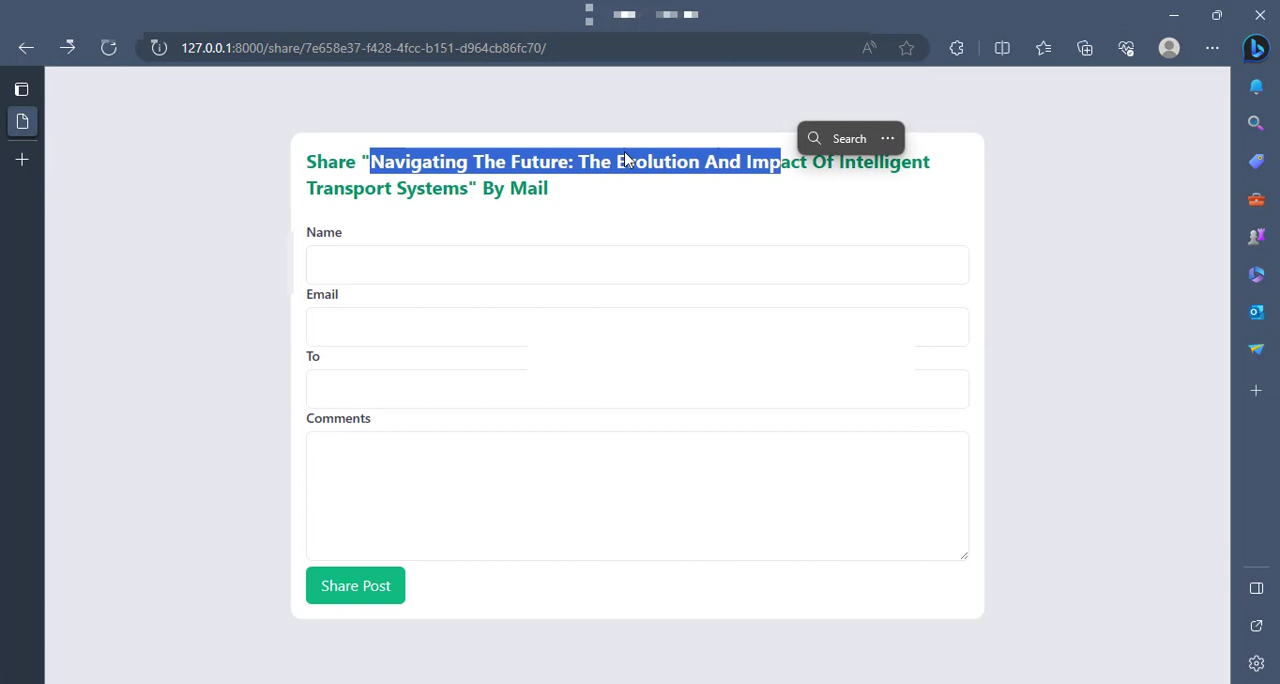 127.0.0.1:8000/share/7e658e37-f428-4fcc-b151-d964cb86fc70/
Search
Share "Navigating The Future: The Evolution And Impact Of Intelligent
Transport Systems" By Mail
Name
Email
To
Comments
Share Post